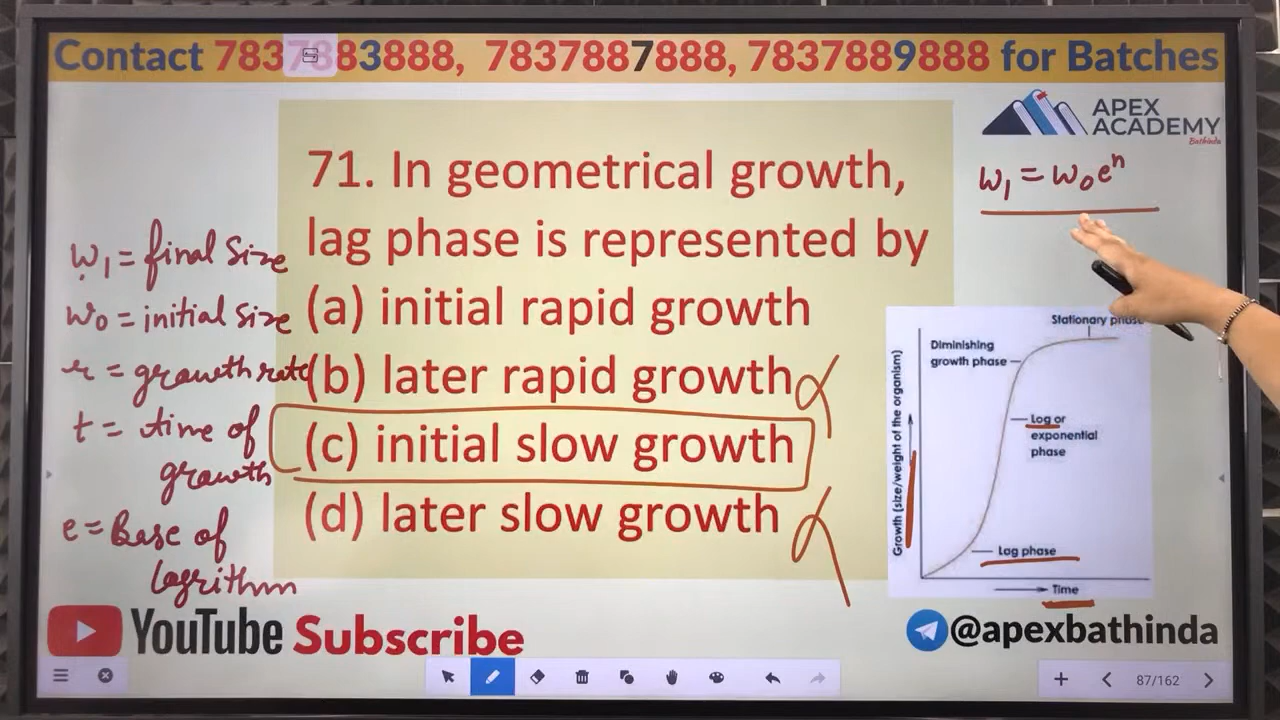 Contact 7837883888, 7837887888, 7837889888 for Batches
APEX
ACADEMY
Bathinda
71. In geometrical growth,
lag phase is represented by
(a) initial rapid growth
(b) later rapid growth
(c) initial slow growth
(d) later slow growth
w₁ = w₀eⁿ
w₁ = final size
w₀ = initial size
r = growth rate
t = time of
growth
e = Base of
logrithm
Stationary phase
Diminishing
growth phase
Log or
exponential
phase
Lag phase
Growth (size/weight of the organism)
Time
YouTube Subscribe
@apexbathinda
87/162